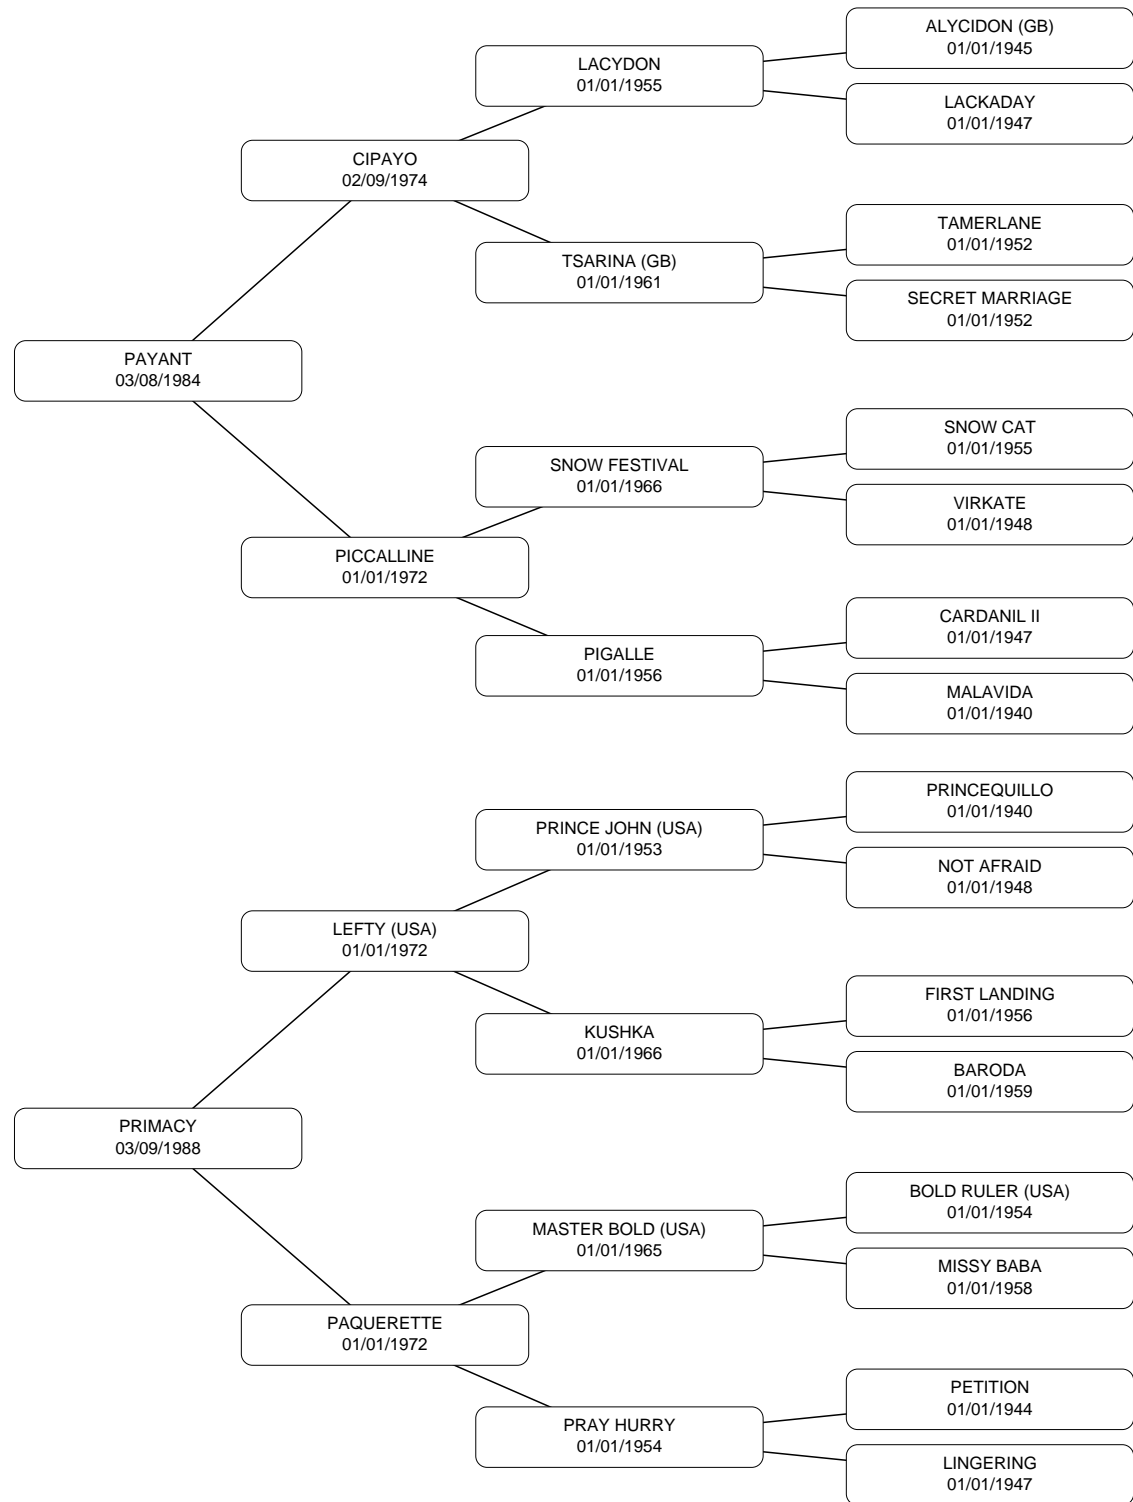 ALYCIDON (GB)
01/01/1945
LACYDON
01/01/1955
LACKADAY
01/01/1947
CIPAYO
02/09/1974
TAMERLANE
01/01/1952
TSARINA (GB)
01/01/1961
SECRET MARRIAGE
01/01/1952
PAYANT
03/08/1984
SNOW CAT
01/01/1955
SNOW FESTIVAL
01/01/1966
VIRKATE
01/01/1948
PICCALLINE
01/01/1972
CARDANIL II
01/01/1947
PIGALLE
01/01/1956
MALAVIDA
01/01/1940
PRINCEQUILLO
01/01/1940
PRINCE JOHN (USA)
01/01/1953
NOT AFRAID
01/01/1948
LEFTY (USA)
01/01/1972
FIRST LANDING
01/01/1956
KUSHKA
01/01/1966
BARODA
01/01/1959
PRIMACY
03/09/1988
BOLD RULER (USA)
01/01/1954
MASTER BOLD (USA)
01/01/1965
MISSY BABA
01/01/1958
PAQUERETTE
01/01/1972
PETITION
01/01/1944
PRAY HURRY
01/01/1954
LINGERING
01/01/1947